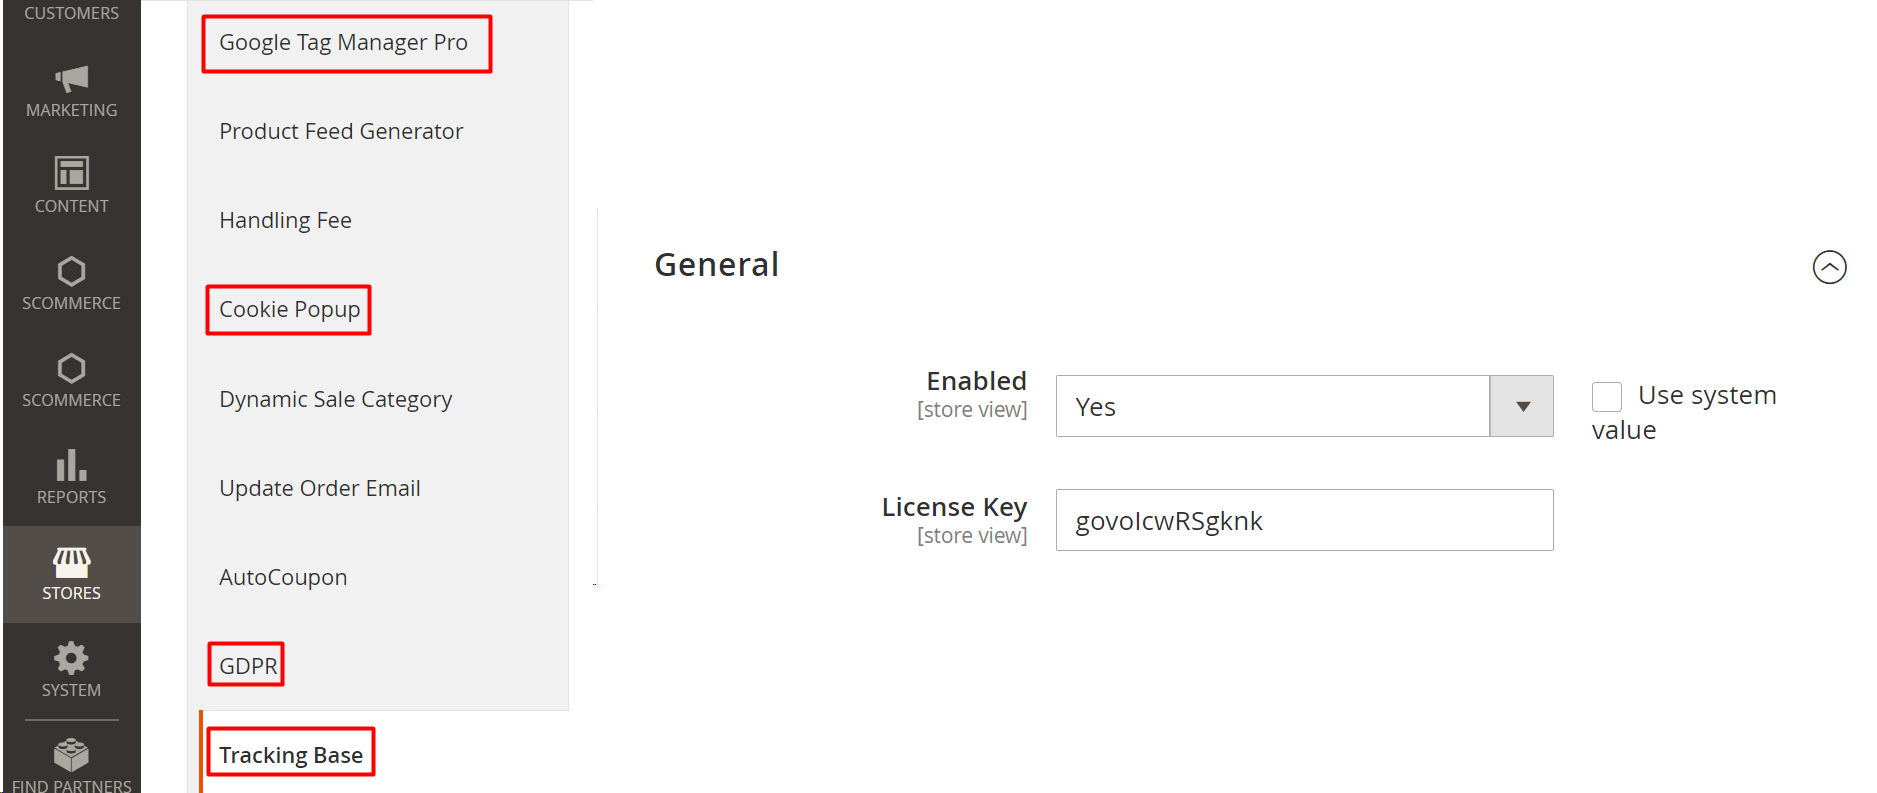 CUSTOMERS
MARKETING
CONTENT
SCOMMERCE
SCOMMERCE
REPORTS
STORES
SYSTEM
FIND PARTNERS
Google Tag Manager Pro
Product Feed Generator
Handling Fee
Cookie Popup
Dynamic Sale Category
Update Order Email
AutoCoupon
GDPR
Tracking Base
General
Enabled
[store view]
Yes
Use system
value
License Key
[store view]
govolcwRSgknk